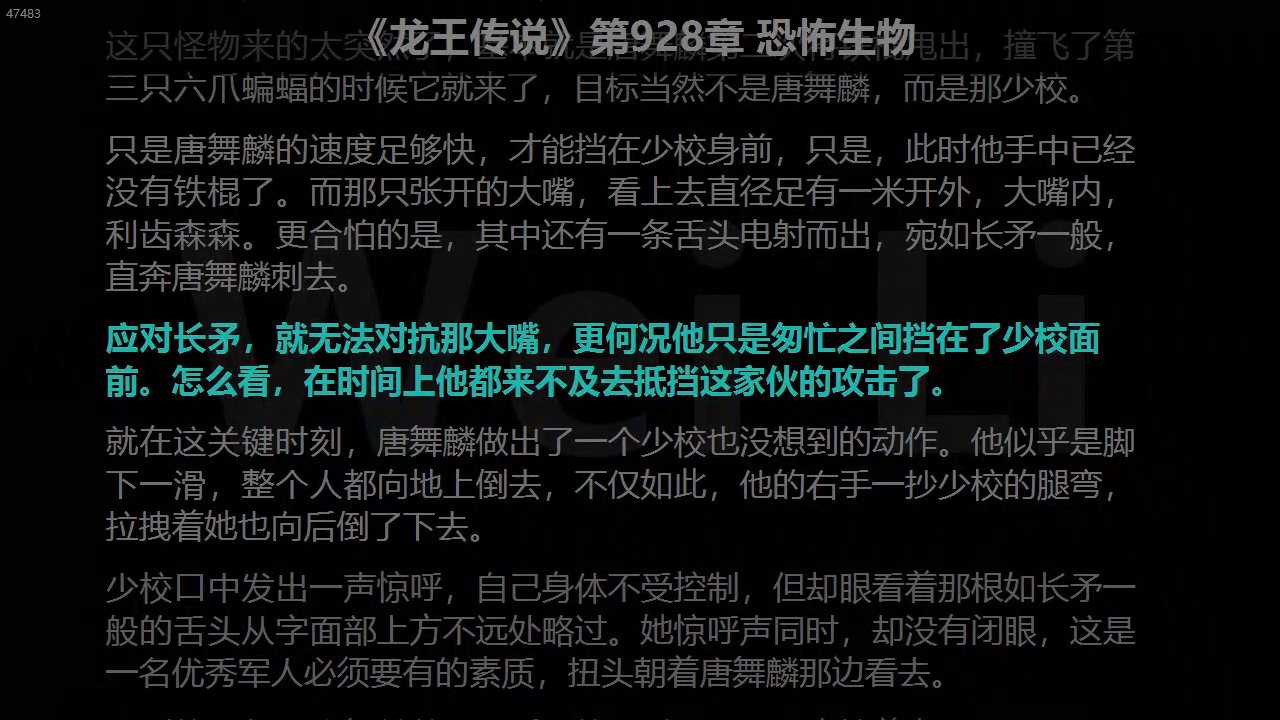 47483
《龙王传说》第928章 恐怖生物
这只怪物来的太突然了，
撞飞了第
三只六爪蝙蝠的时候它就来了，目标当然不是唐舞麟，而是那少校。
只是唐舞麟的速度足够快，才能挡在少校身前，只是，此时他手中已经
没有铁棍了。而那只张开的大嘴，看上去直径足有一米开外，大嘴内，
利齿森森。更合怕的是，其中还有一条舌头电射而出，宛如长矛一般，
直奔唐舞麟刺去。
应对长矛，就无法对抗那大嘴，更何况他只是匆忙之间挡在了少校面
前。怎么看，在时间上他都来不及去抵挡这家伙的攻击了。
就在这关键时刻，唐舞麟做出了一个少校也没想到的动作。他似乎是脚
下一滑，整个人都向地上倒去，不仅如此，他的右手一抄少校的腿弯，
拉拽着她也向后倒了下去。
少校口中发出一声惊呼，自己身体不受控制，但却眼看着那根如长矛一
般的舌头从字面部上方不远处略过。她惊呼声同时，却没有闭眼，这是
一名优秀军人必须要有的素质，扭头朝着唐舞麟那边看去。
Wei Li